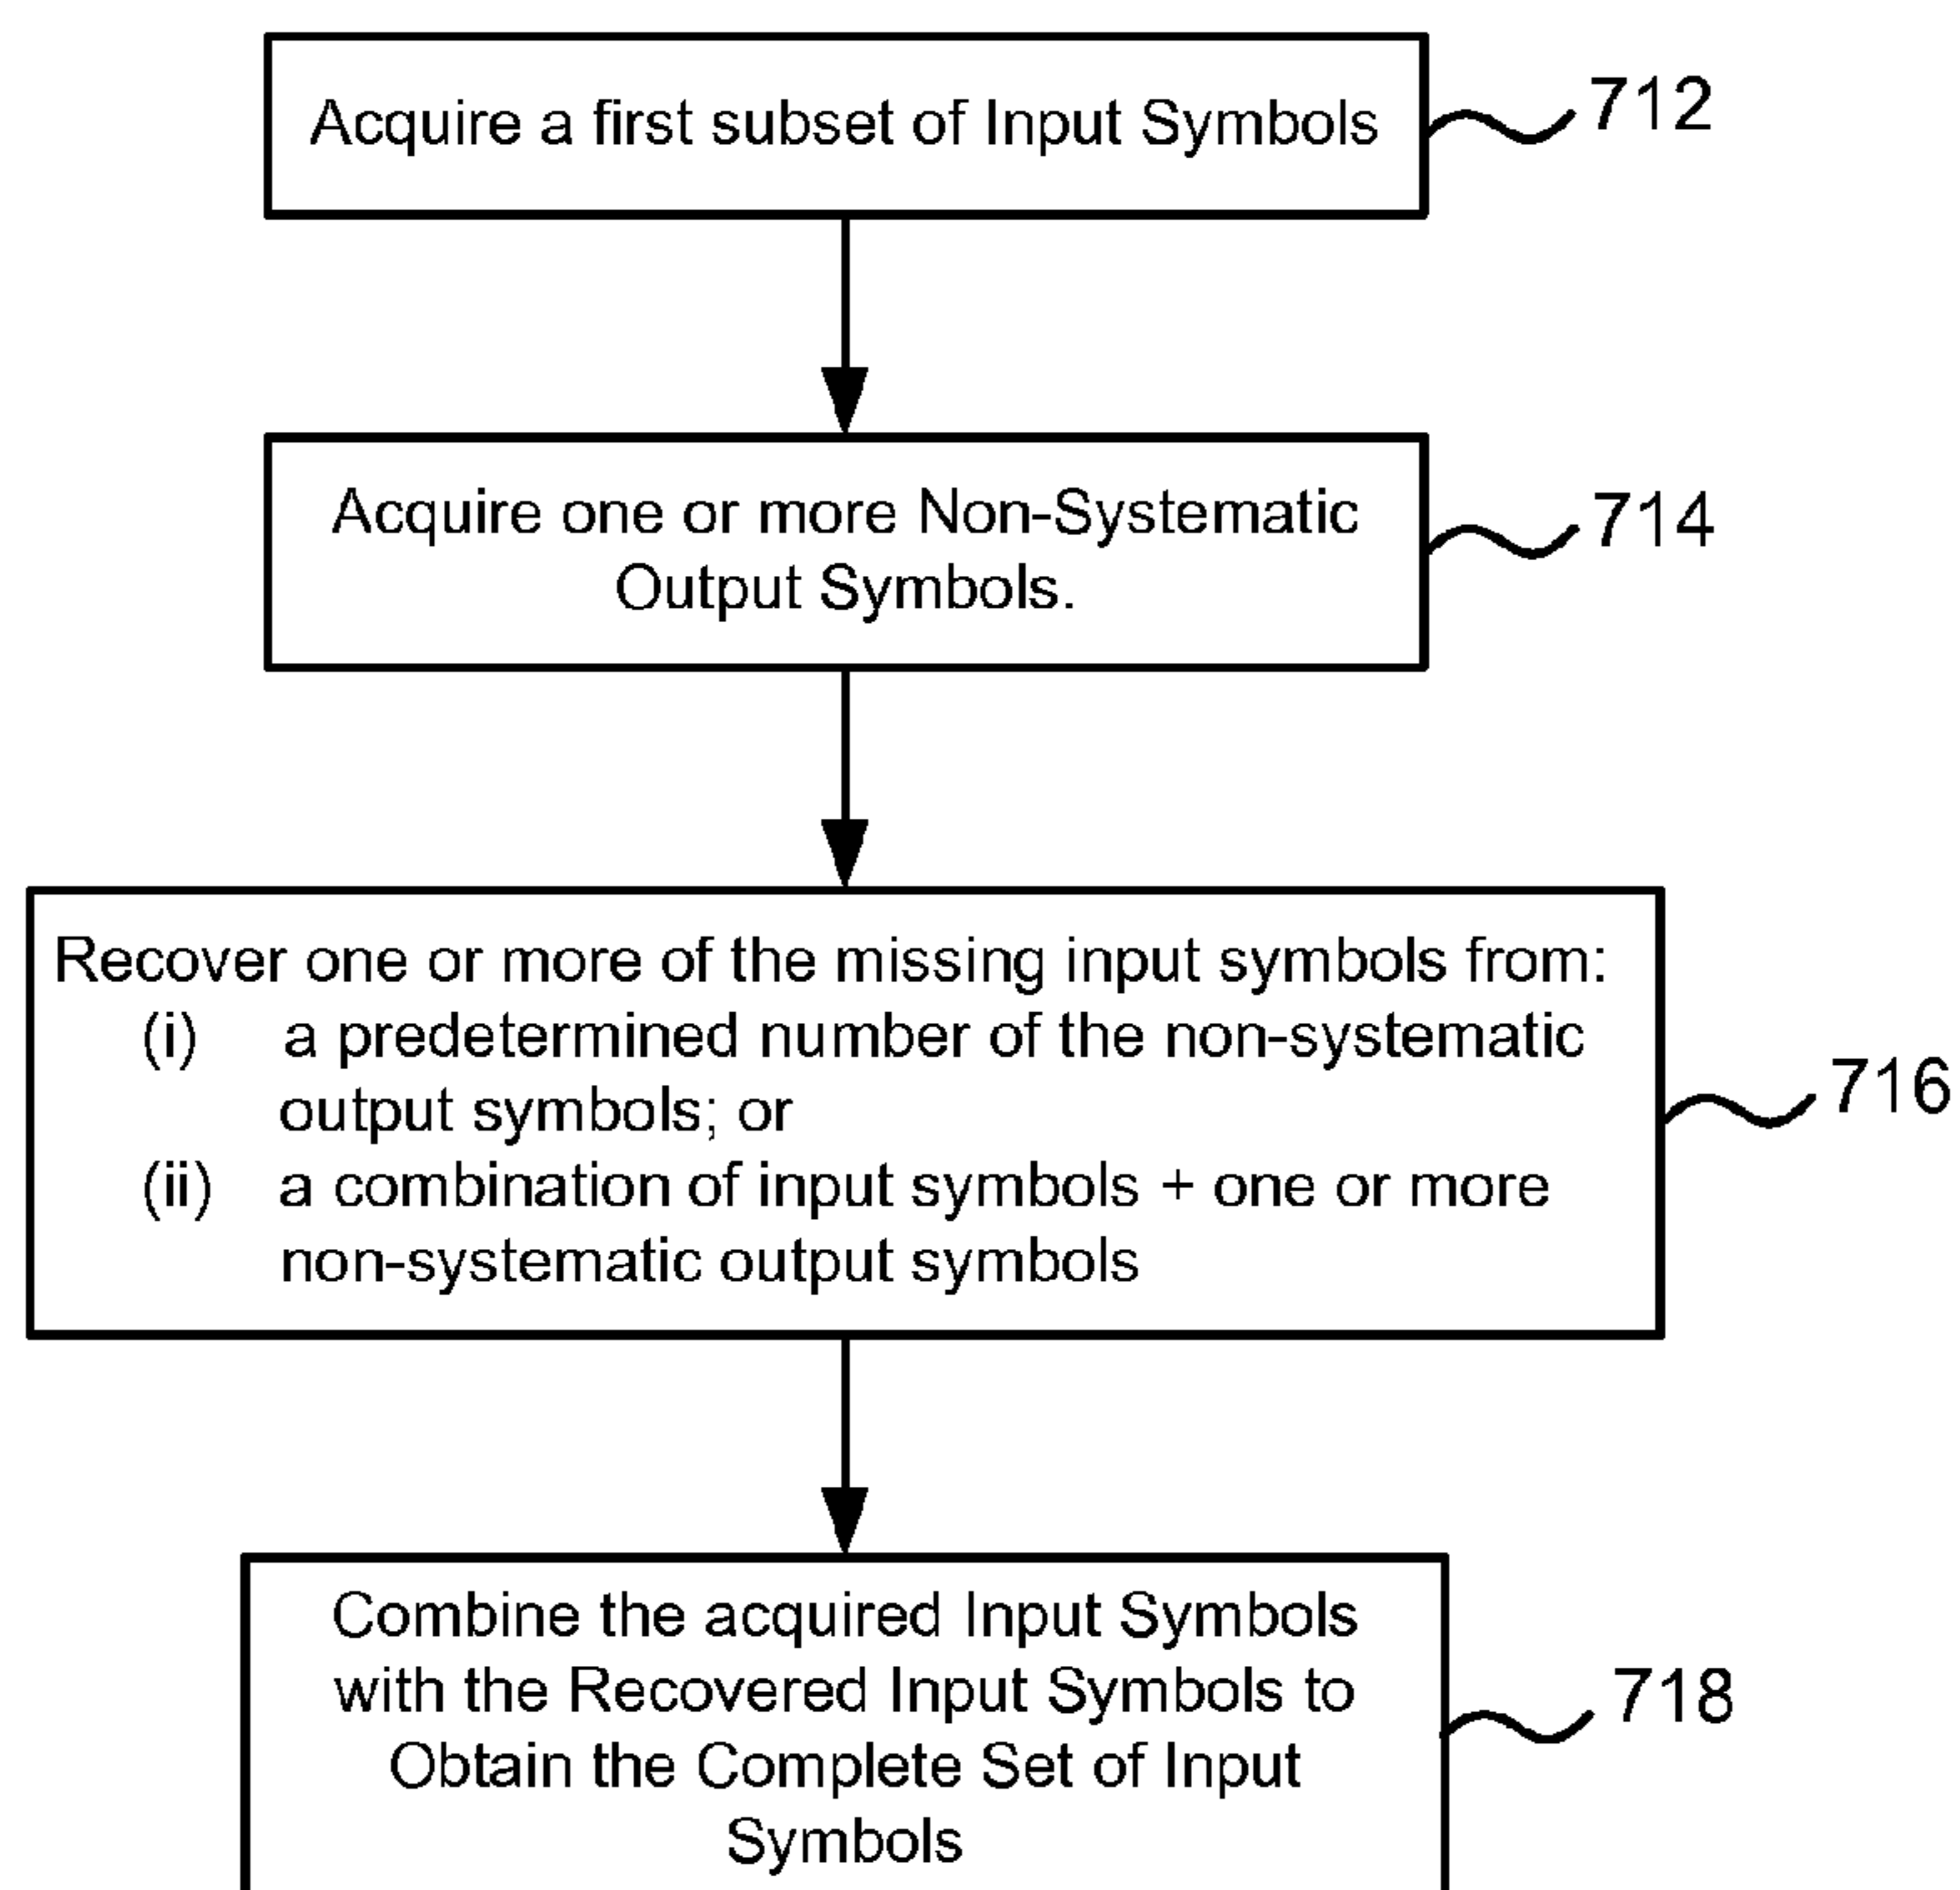 Acquire a first subset of Input Symbols
712
Acquire one or more Non-Systematic
Output Symbols.
714
Recover one or more of the missing input symbols from:
(i) a predetermined number of the non-systematic
output symbols; or
(ii) a combination of input symbols + one or more
non-systematic output symbols
716
Combine the acquired Input Symbols
with the Recovered Input Symbols to
Obtain the Complete Set of Input
Symbols
718